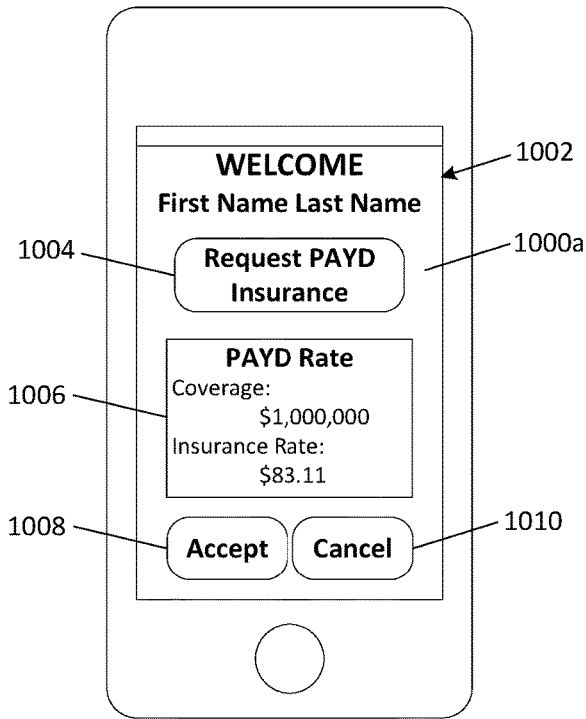 WELCOME
1002
First Name Last Name
1004
Request PAYD
Insurance
1000a
PAYD Rate
Coverage:
1006
$1,000,000
Insurance Rate:
$83.11
1008
Accept
Cancel
1010